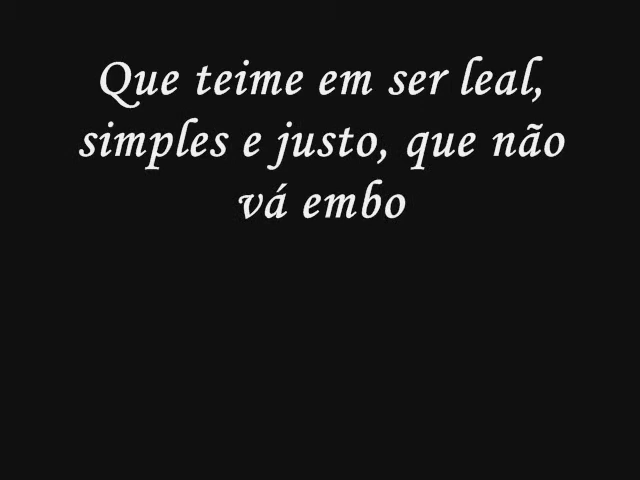 Que teime em ser leal,
simples e justo, que não
vá embo